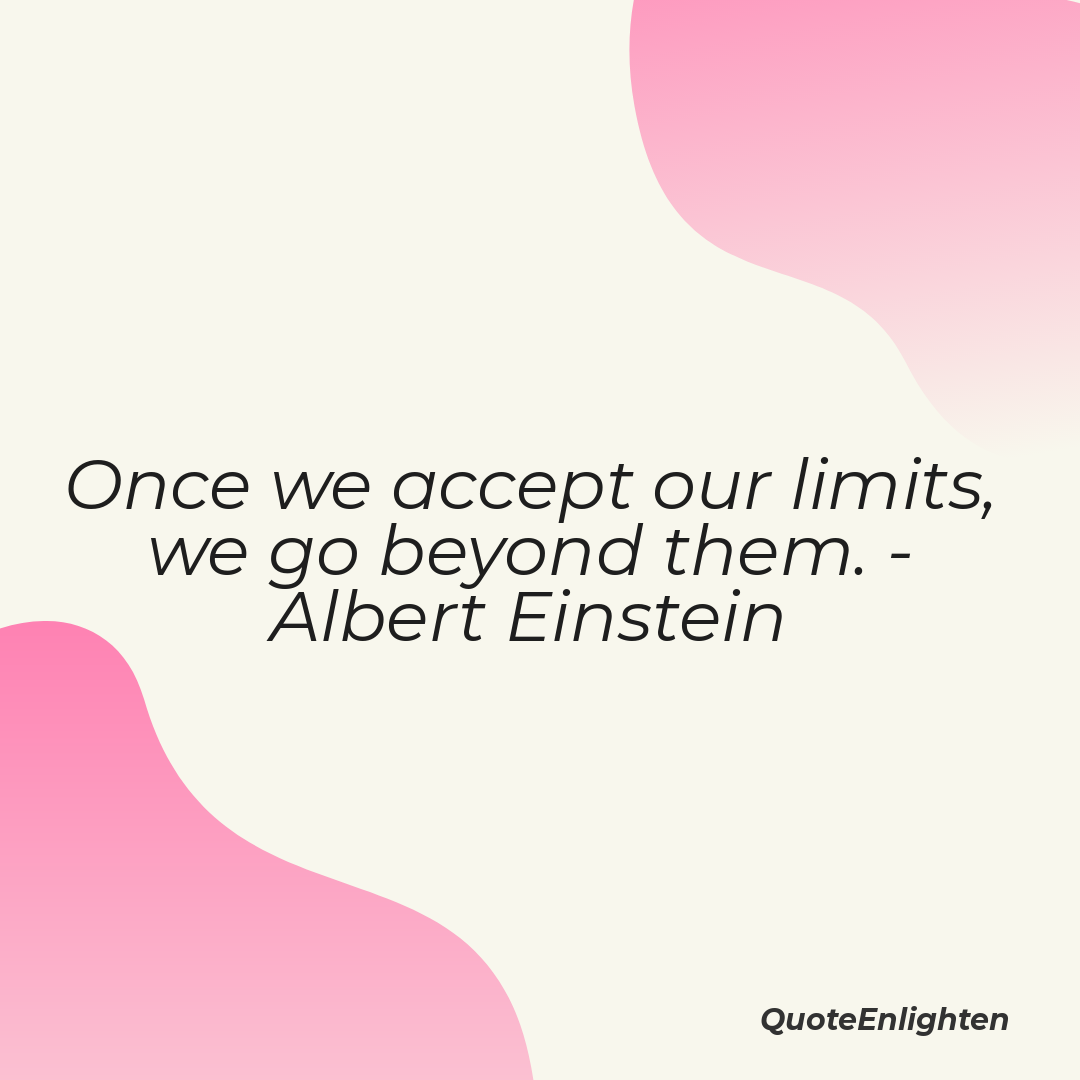 Once we accept our limits,
we go beyond them. -
Albert Einstein
QuoteEnlighten